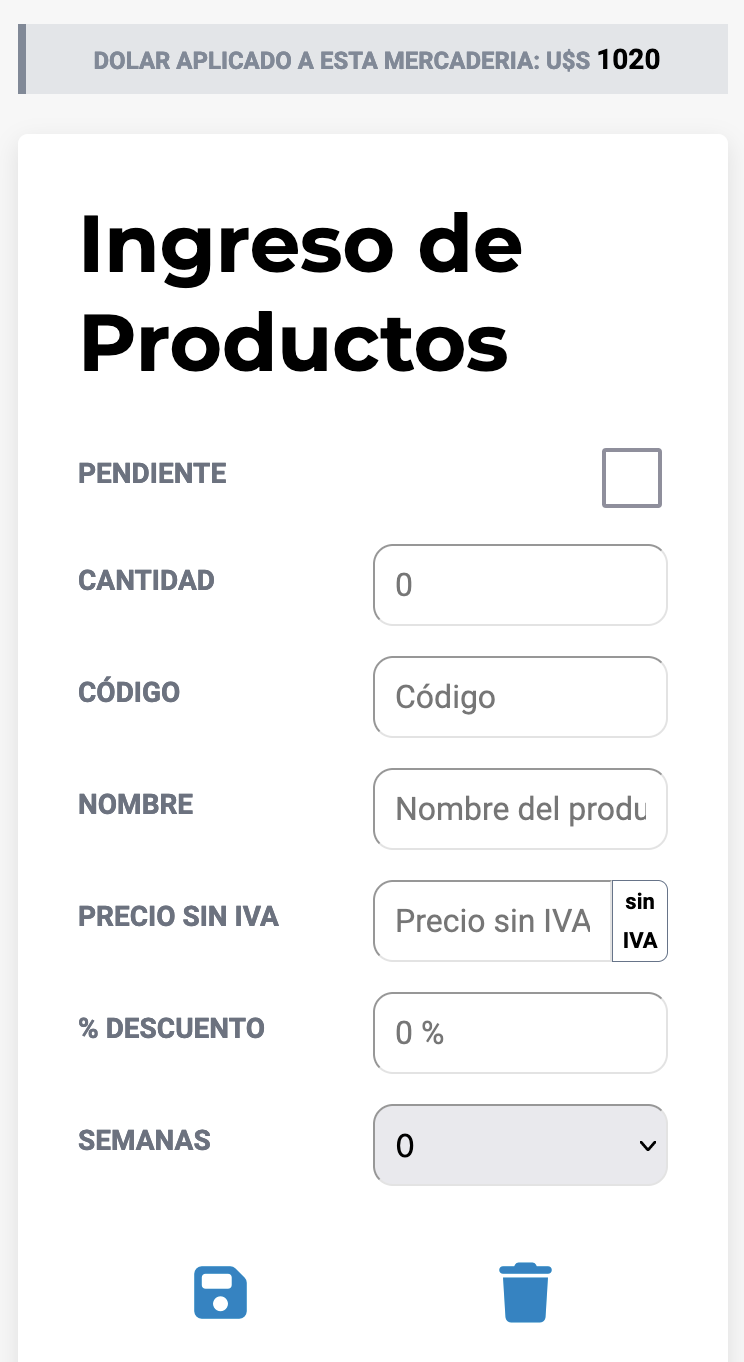 DOLAR APLICADO A ESTA MERCADERIA: U$S 1020
Ingreso de
Productos
PENDIENTE
CANTIDAD
0
CÓDIGO
Código
NOMBRE
Nombre del produ
PRECIO SIN IVA
Precio sin IVA
sin
IVA
% DESCUENTO
0 %
SEMANAS
0